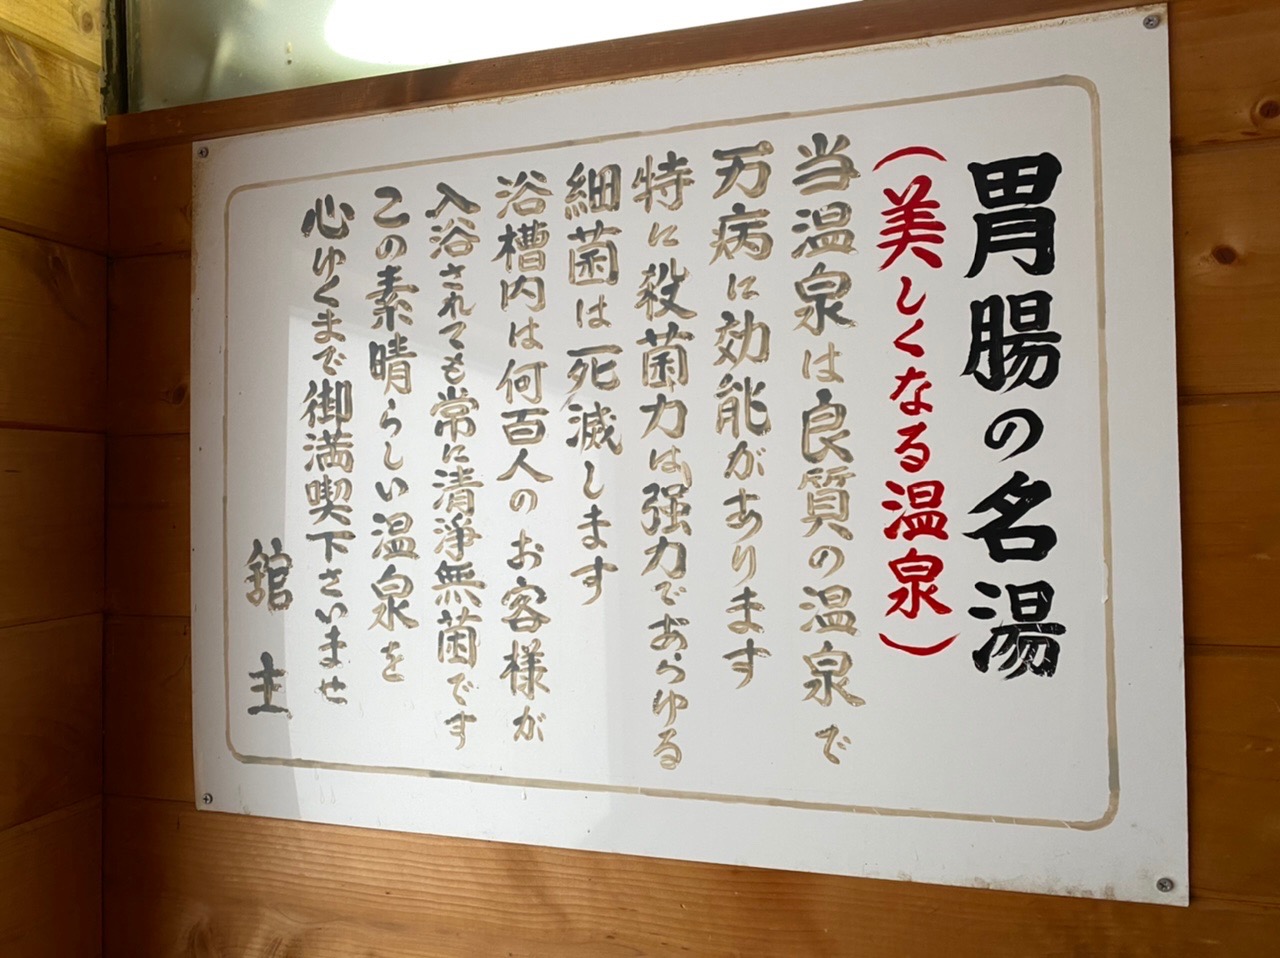 胃腸の名湯
(美しくなる温泉)
当温泉は良質の温泉で
万病に効能があります
特に殺菌力は強力であらゆる
細菌は死滅します
浴槽内は何百人のお客様が
入浴されても常に清浄無菌です
この素晴らしい温泉を
心ゆくまで御満喫下さいませ
舘主